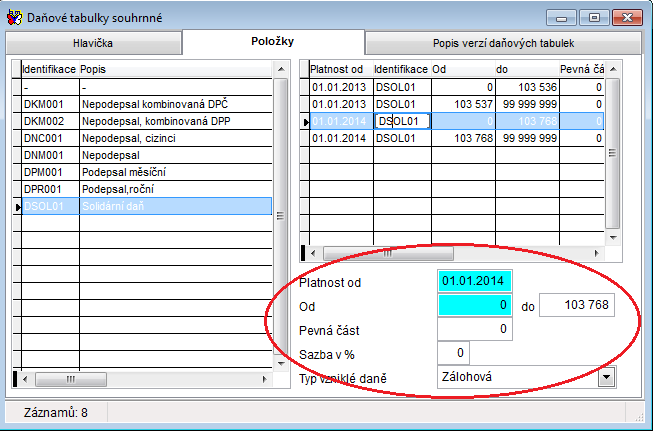 Daňové tabulky souhrnné
Hlavička Položky Popis verzí daňových tabulek
Identifikace Popis
- -
DKM001 Nepodepsal kombinovaná DPČ
DKM002 Nepodepsal, kombinovaná DPP
DNC001 Nepodepsal, cizinci
DNM001 Nepodepsal
DPM001 Podepsal měsíční
DPR001 Podepsal,roční
DSOL01 Solidární daň
Platnost od Identifikace Od do Pevná čá
01.01.2013 DSOL01 0 103 536 0
01.01.2013 DSOL01 103 537 99 999 999 0
01.01.2014 DSOL01 0 103 768 0
01.01.2014 DSOL01 103 768 99 999 999 0
Platnost od 01.01.2014
Od 0 do 103 768
Pevná část 0
Sazba v % 0
Typ vzniklé daně Zálohová
Záznamů: 8